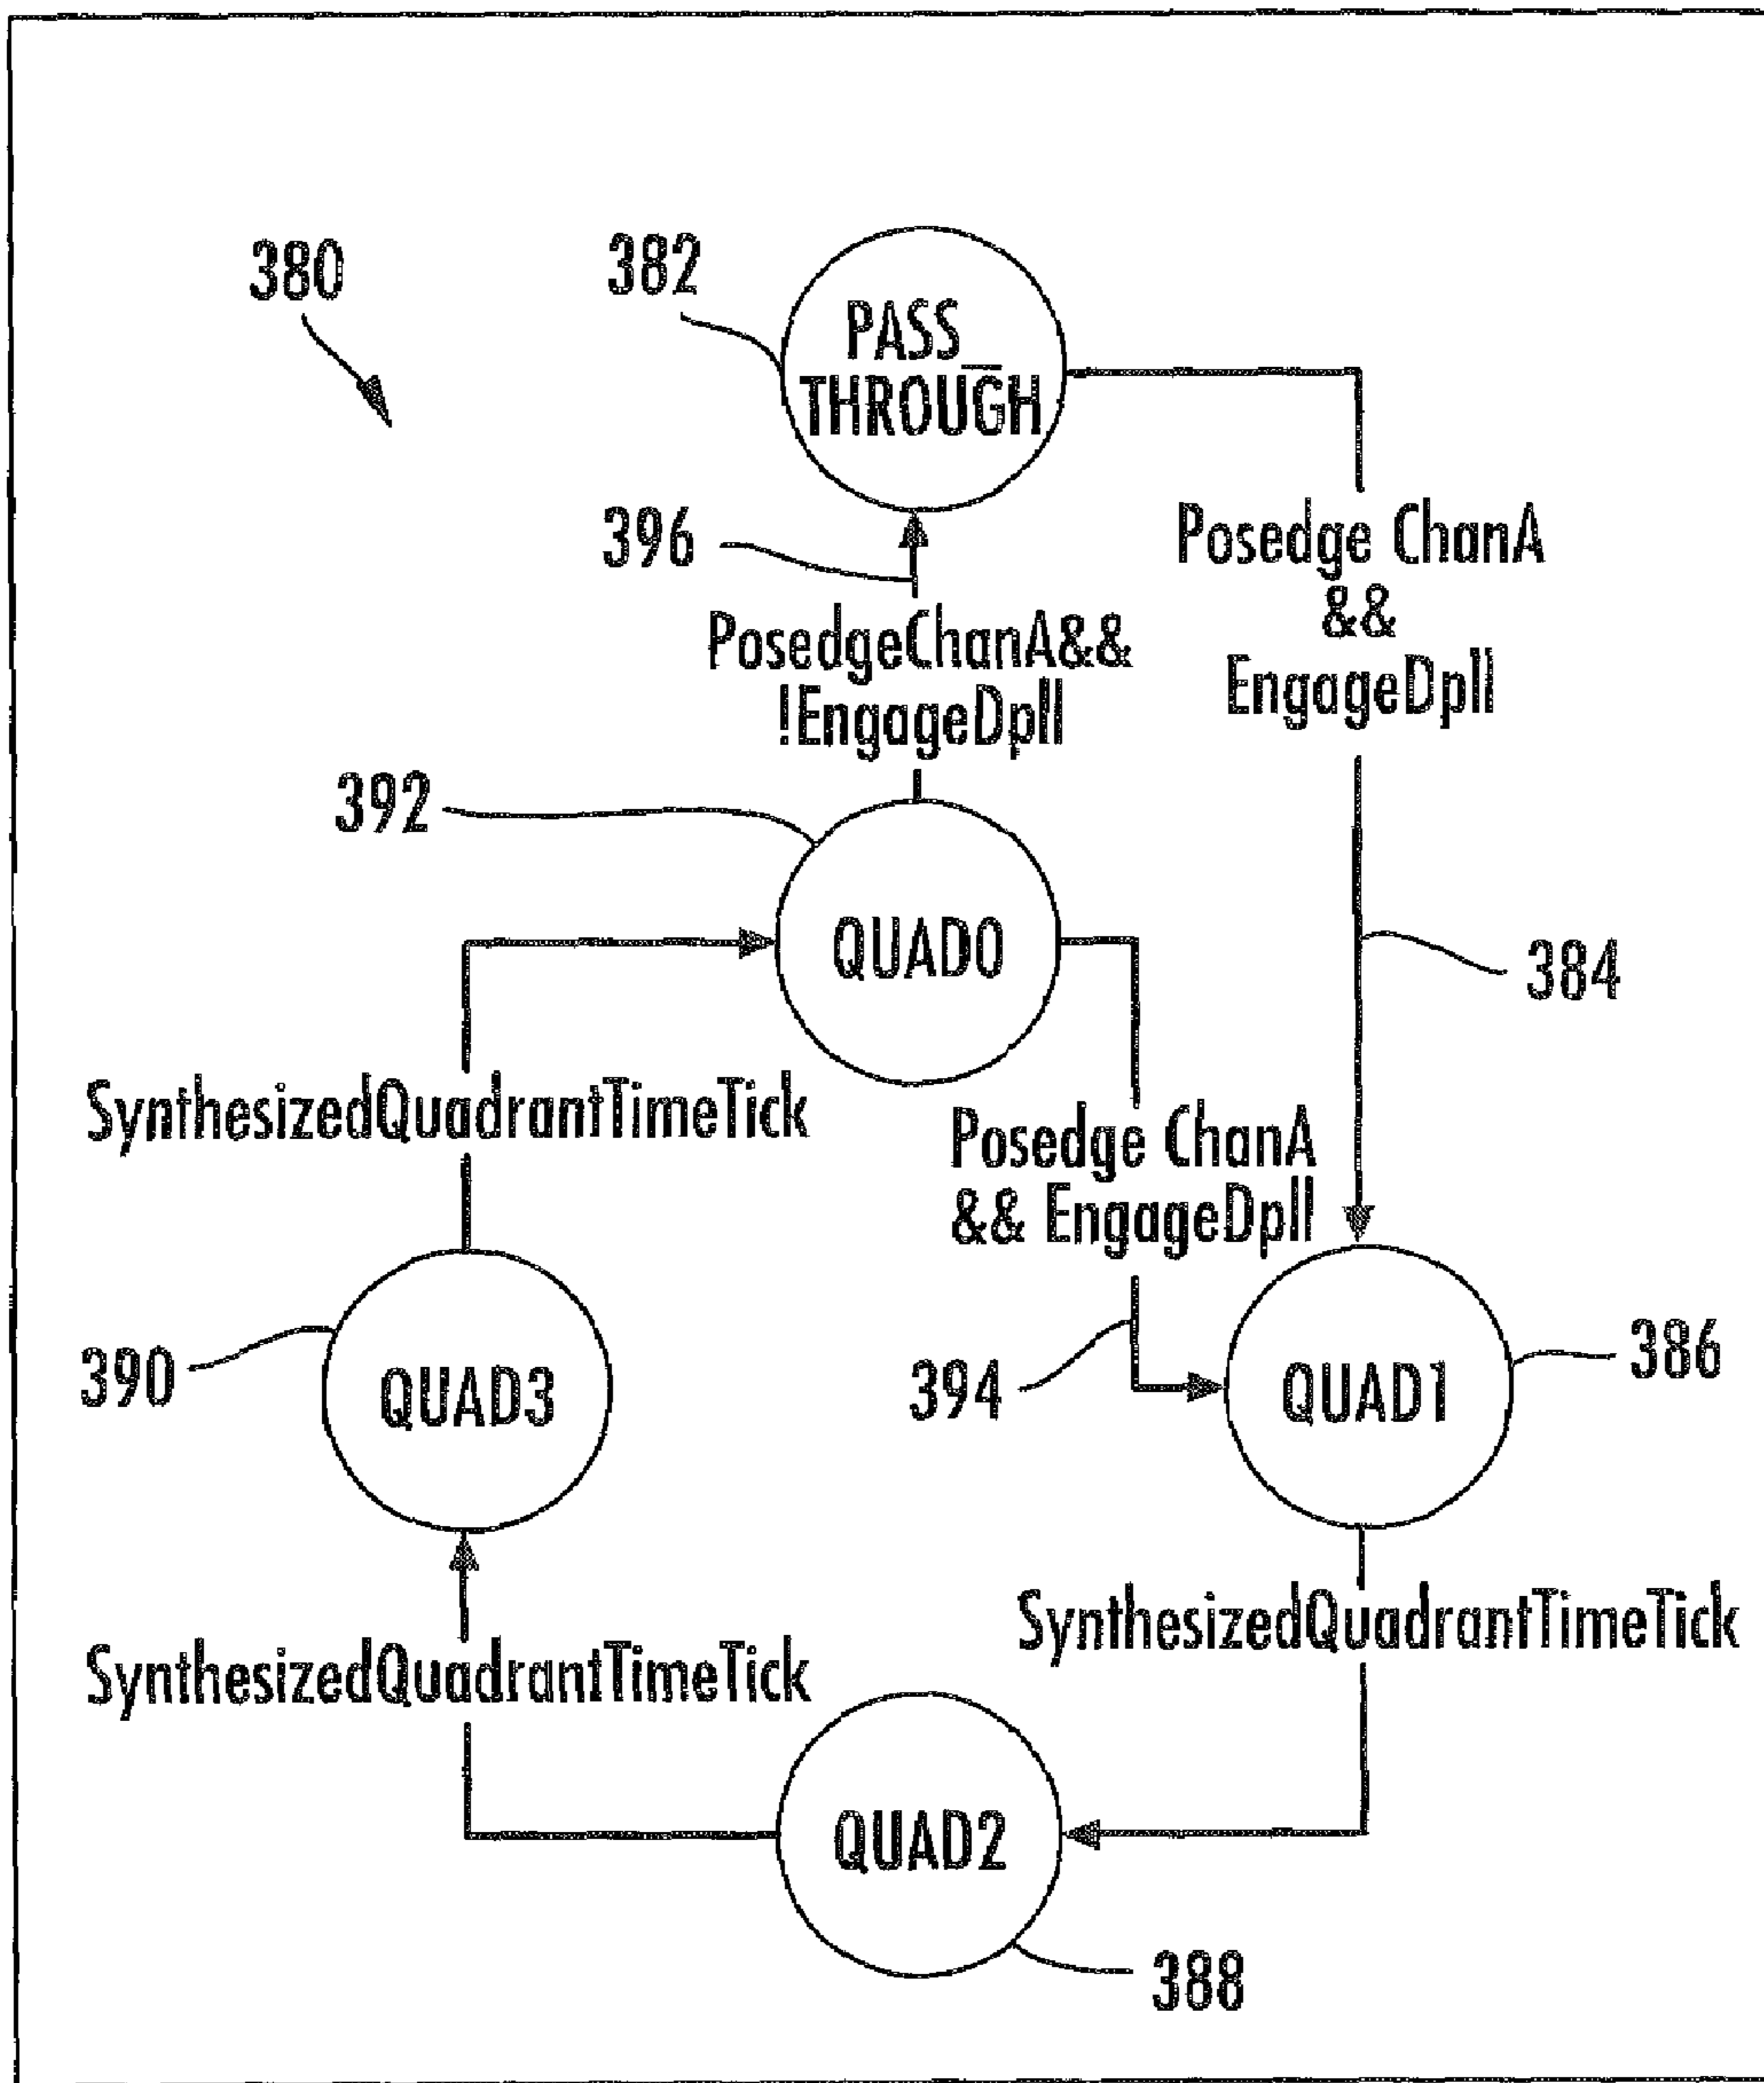 380
382
PASS_
THROUGH
396
Posedge ChanA
&&
EngageDpll
PosedgeChanA&&
!EngageDpll
392
QUAD0
384
SynthesizedQuadrantTimeTick
Posedge ChanA
&& EngageDpll
390
QUAD3
394
QUAD1
386
SynthesizedQuadrantTimeTick
SynthesizedQuadrantTimeTick
QUAD2
388